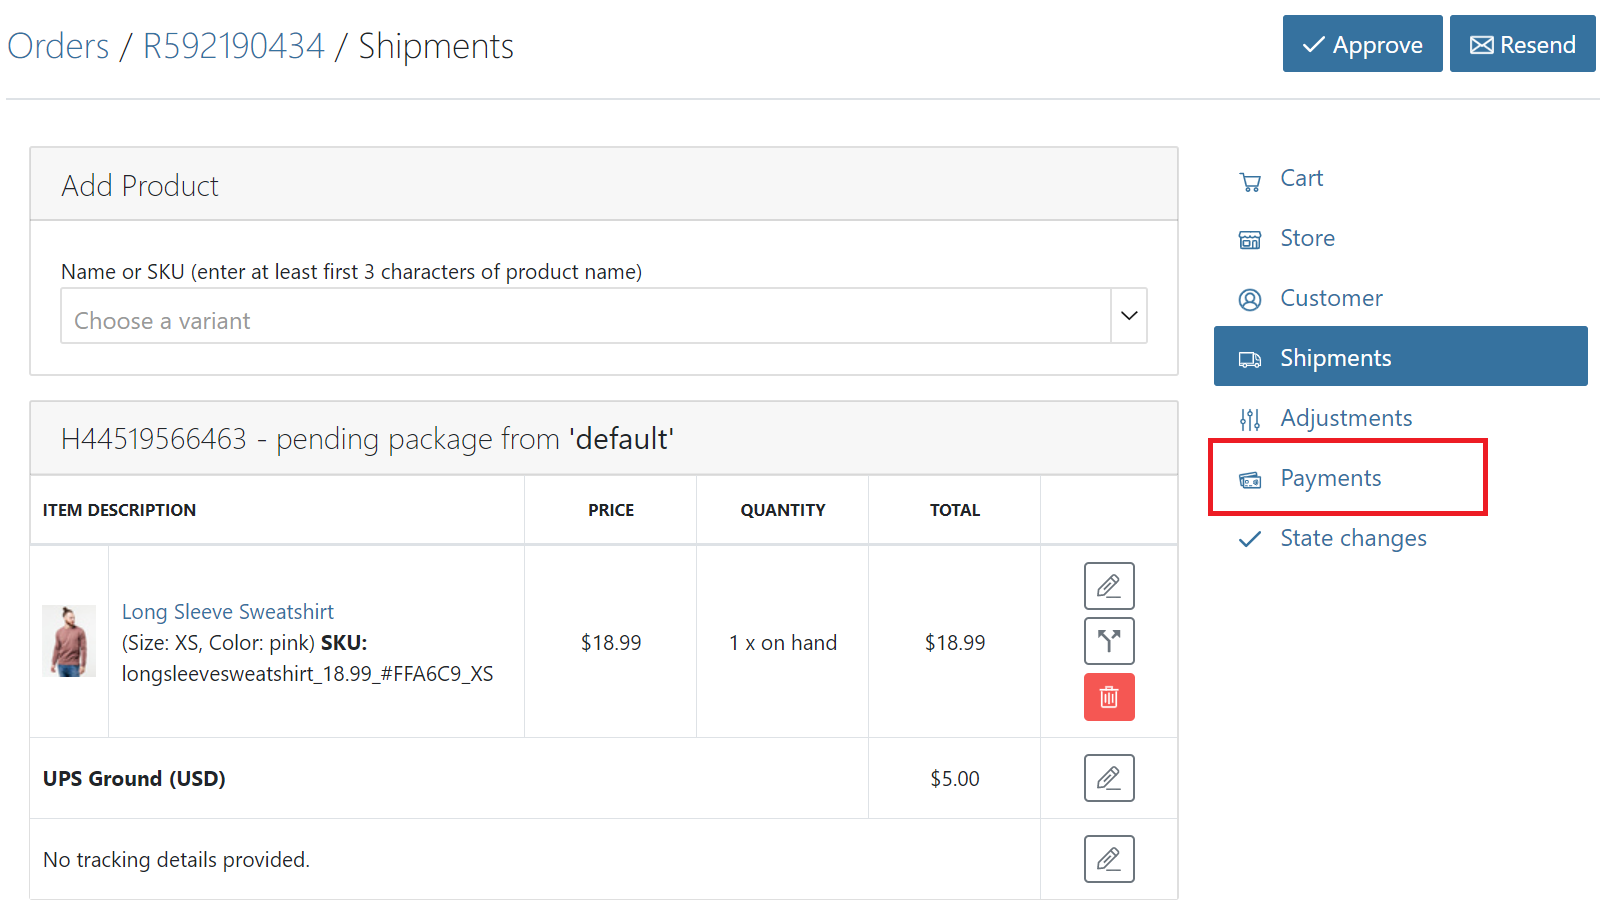 Orders / R592190434 / Shipments
Approve
Resend
Add Product
Name or SKU (enter at least first 3 characters of product name)
Choose a variant
Cart
Store
Customer
Shipments
Adjustments
Payments
State changes
H44519566463 - pending package from 'default'
ITEM DESCRIPTION
PRICE
QUANTITY
TOTAL
Long Sleeve Sweatshirt
(Size: XS, Color: pink) SKU:
longsleevesweatshirt_18.99_#FFA6C9_XS
$18.99
1 x on hand
$18.99
UPS Ground (USD)
$5.00
No tracking details provided.